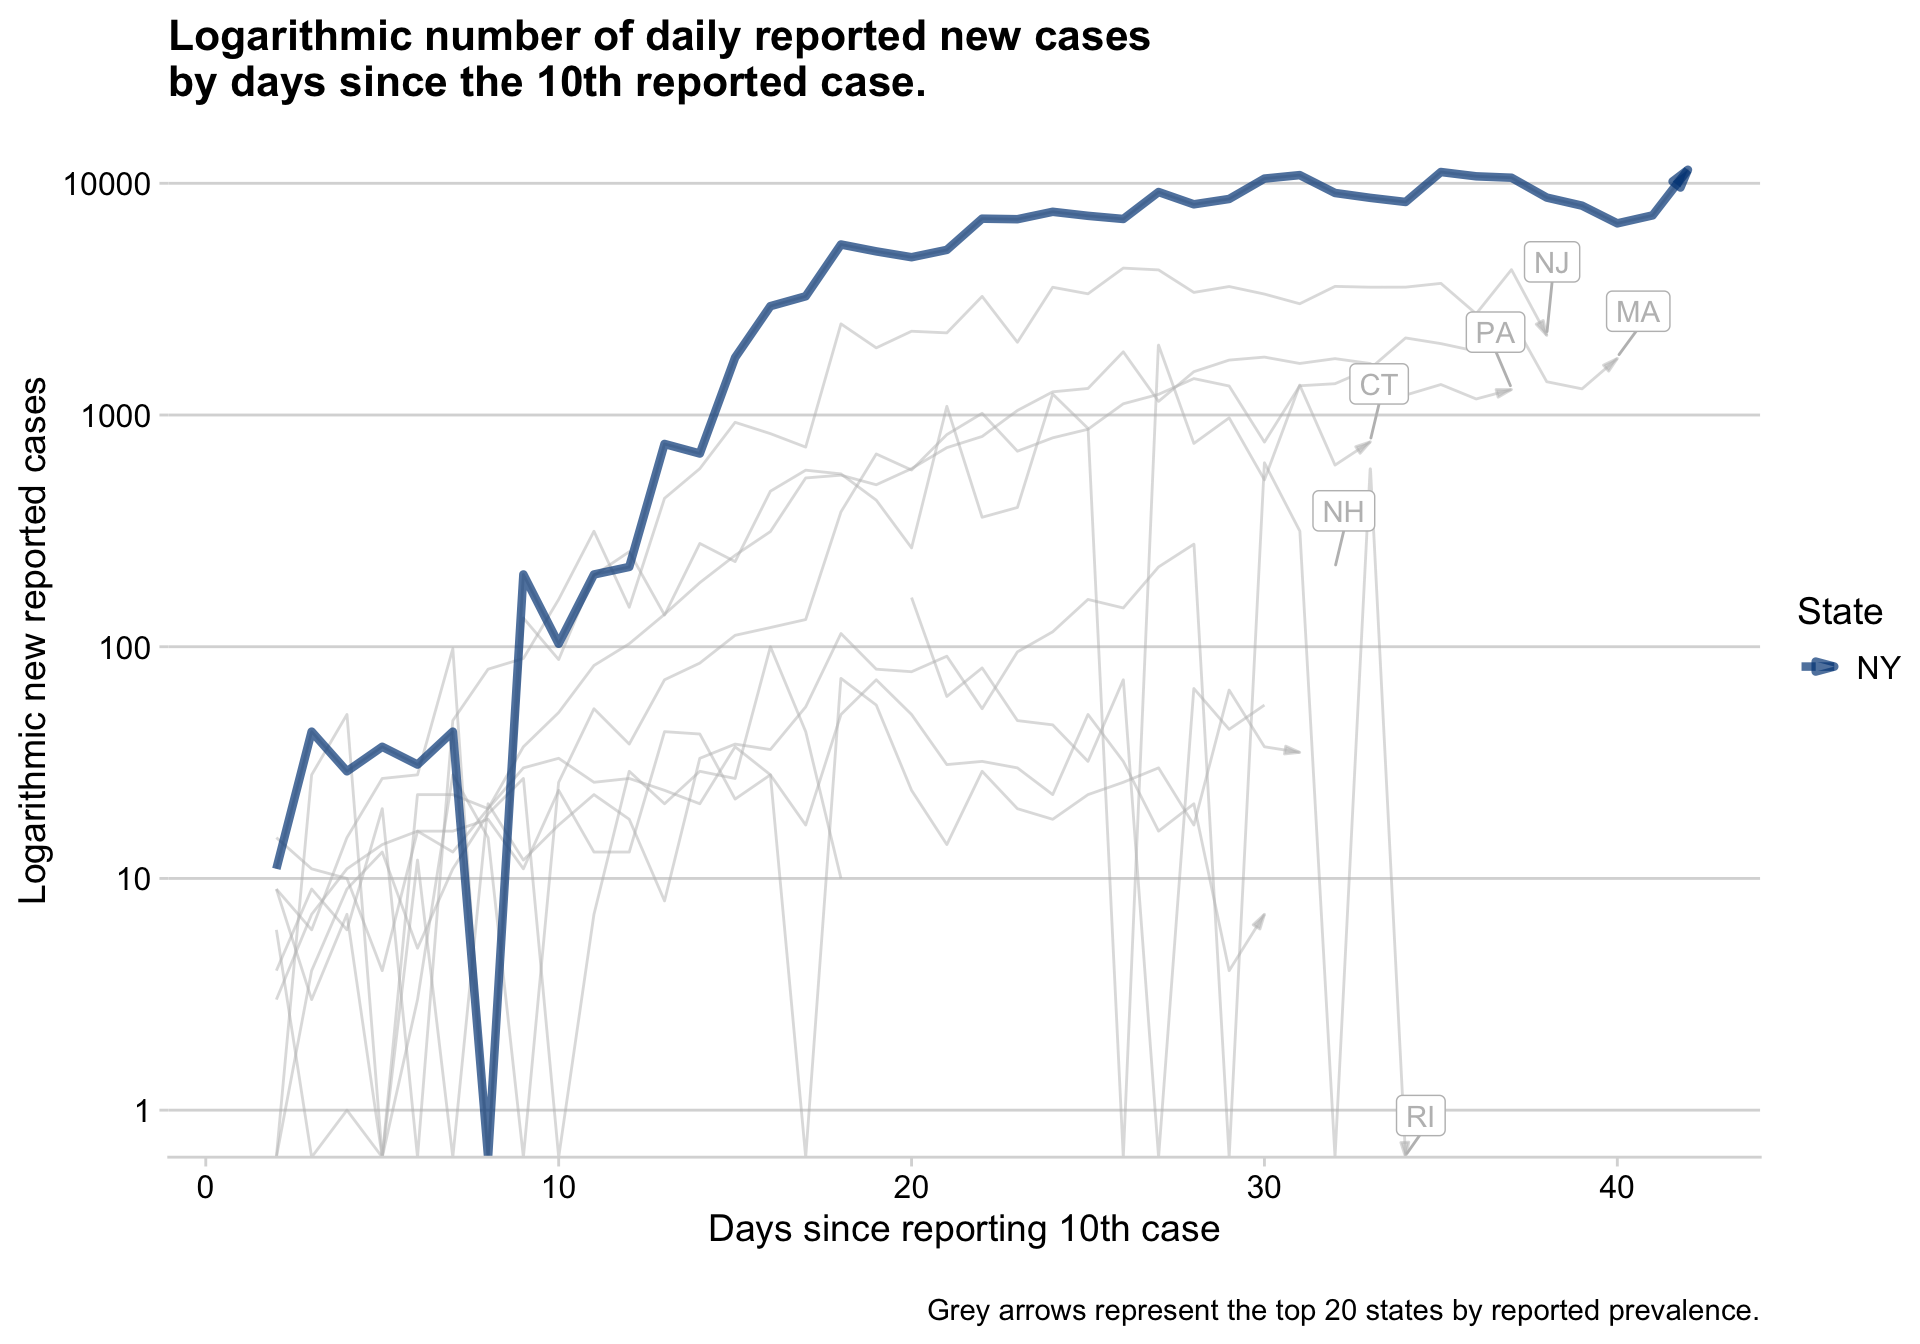 Logarithmic number of daily reported new cases
by days since the 10th reported case.
10000
1000
100
10
1
Logarithmic new reported cases
NJ
MA
PA
CT
NH
RI
State
NY
0 10 20 30 40
Days since reporting 10th case
Grey arrows represent the top 20 states by reported prevalence.